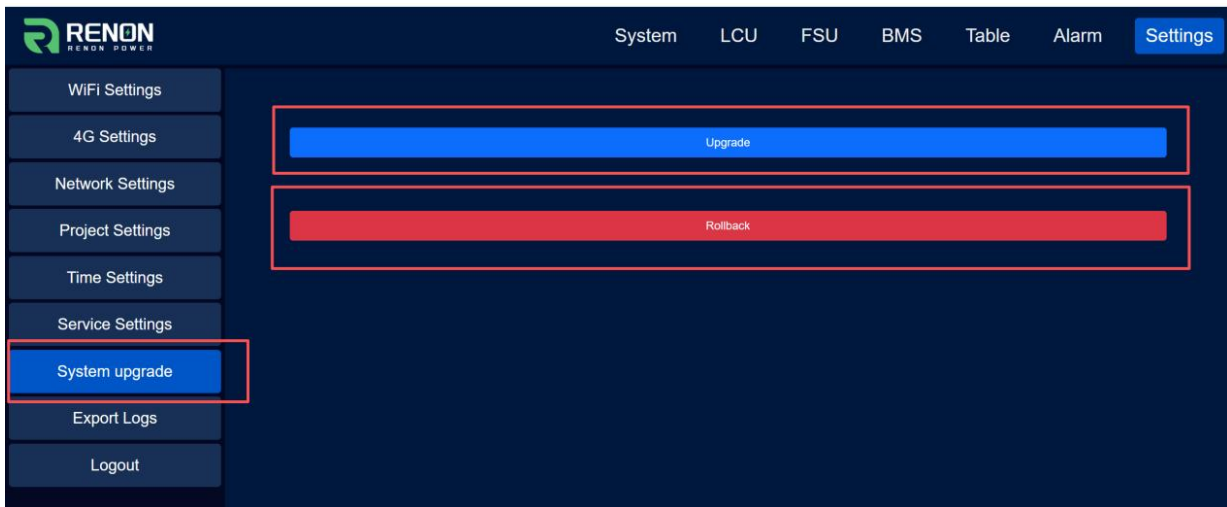 RENON
RENON POWER
System LCU FSU BMS Table Alarm Settings
WiFi Settings
4G Settings
Network Settings
Project Settings
Time Settings
Service Settings
System upgrade
Export Logs
Logout
Upgrade
Rollback